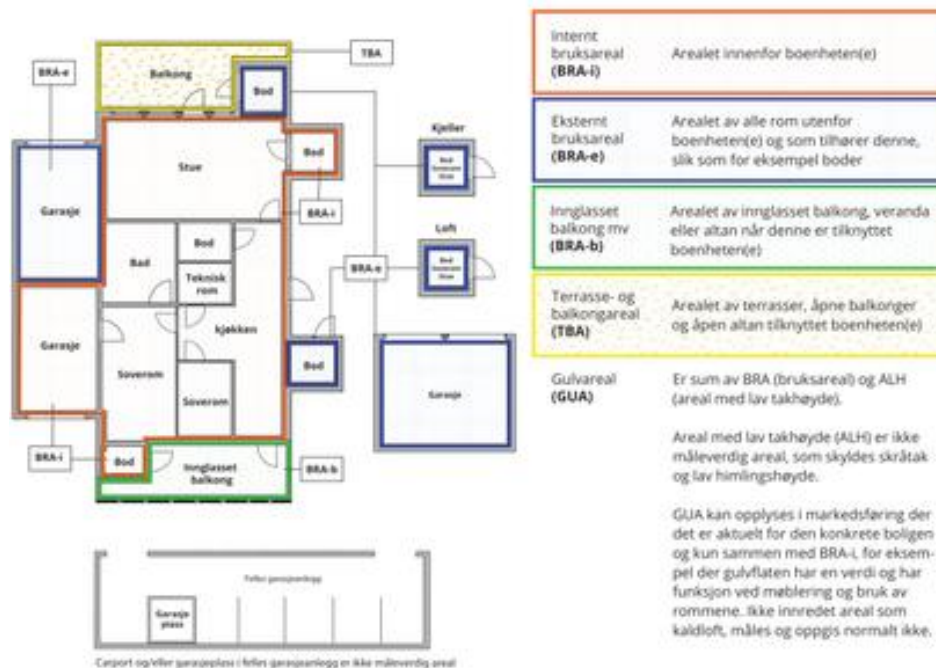 TBA
BRA-e
Balkong
Bod
Kjeller
Bod
Stue
Bod
BRA-i
Garasje
Loft
Bod
Bad
BRA-e
Teknisk
rom
kjøkken
Garasje
Soverom
Bod
Garasje
Soverom
BRA-i
Bod
Innglasset
balkong
BRA-b
Felles garasjeanlegg
Garasje
plass
Carport og/eller garasjeplass i felles garasjeanlegg er ikke måleverdig areal
Internt
bruksareal
(BRA-i)
Arealet innenfor boenheten(e)
Eksternt
bruksareal
(BRA-e)
Arealet av alle rom utenfor
boenheten(e) og som tilhører denne,
slik som for eksempel boder
Innglasset
balkong mv
(BRA-b)
Arealet av innglasset balkong, veranda
eller altan når denne er tilknyttet
boenheten(e)
Terrasse- og
balkongareal
(TBA)
Arealet av terrasser, åpne balkonger
og åpen altan tilknyttet boenheten(e)
Gulvareal
(GUA)
Er sum av BRA (bruksareal) og ALH
(areal med lav takhøyde).
Areal med lav takhøyde (ALH) er ikke
måleverdig areal, som skyldes skråtak
og lav himlingshøyde.
GUA kan opplyses i markedsføring der
det er aktuelt for den konkrete boligen
og kun sammen med BRA-i, for eksem-
pel der gulvflaten har en verdi og har
funksjon ved møblering og bruk av
rommene. Ikke innredet areal som
kaldloft, måles og oppgis normalt ikke.